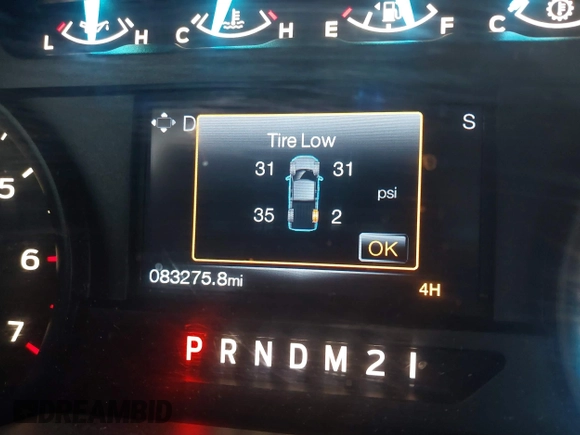 L H C H E F C
D S
Tire Low
31 31
psi
35 2
OK
083275.8mi
4H
5
6
7
P R N D M 2 1
DREAMBID